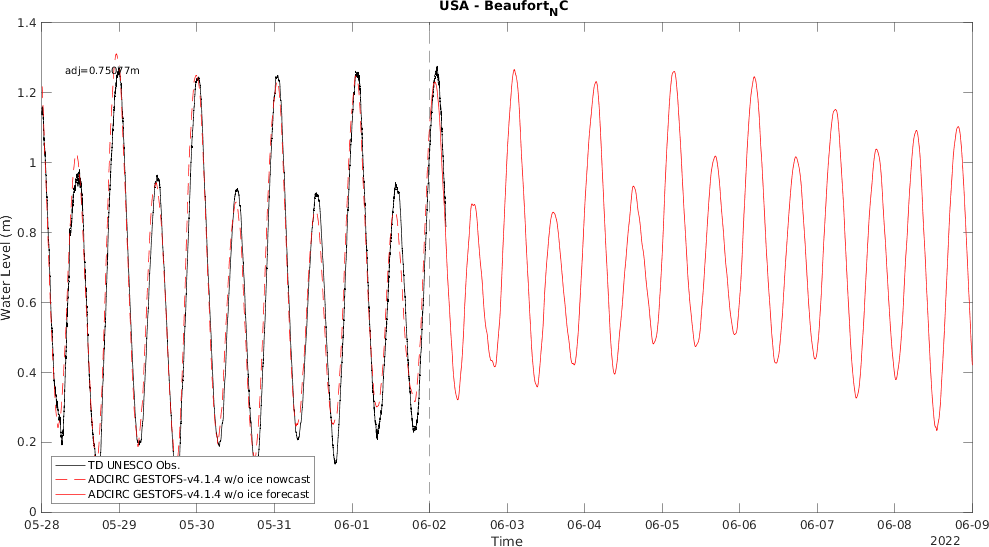 USA - BeaufortNC
1.4
1.2
1
0.8
0.6
0.4
0.2
0
Water Level (m)
adj=0.75077m
TD UNESCO Obs.
ADCIRC GESTOFS-v4.1.4 w/o ice nowcast
ADCIRC GESTOFS-v4.1.4 w/o ice forecast
05-28 05-29 05-30 05-31 06-01 06-02 06-03 06-04 06-05 06-06 06-07 06-08 06-09
Time
2022